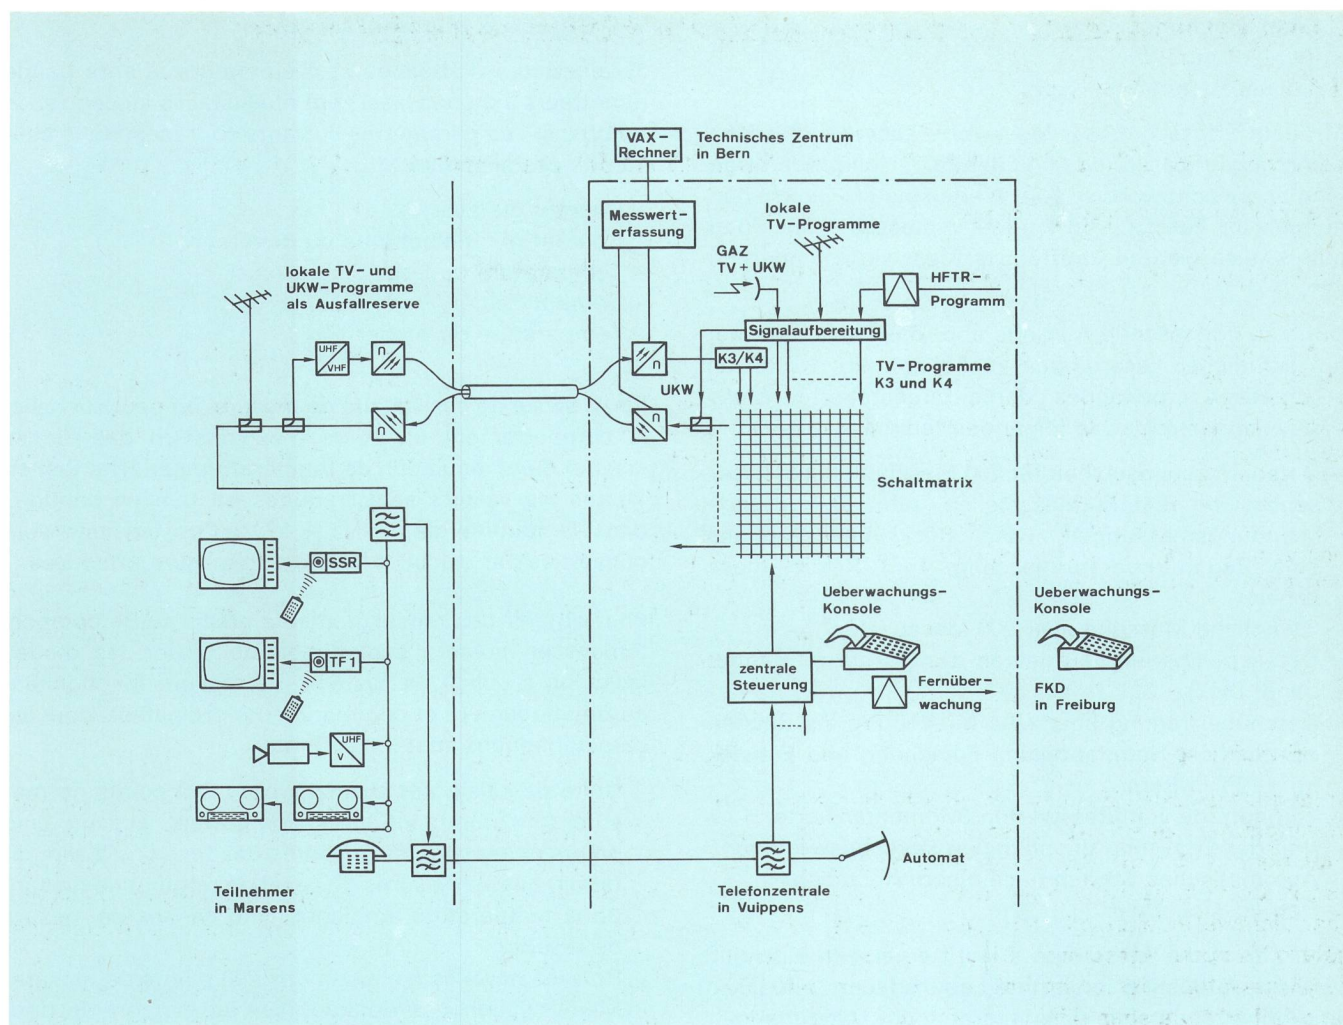 VAX-
Rechner
Technisches Zentrum
in Bern
Messwert-
erfassung
lokale
TV-Programme
GAZ
TV + UKW
HFTR-
Programm
lokale TV- und
UKW-Programme
als Ausfallreserve
Signalaufbereitung
UHF
VHF
n
n
K3/K4
TV-Programme
K3 und K4
UKW
n
n
Schaltmatrix
SSR
TF1
Ueberwachungs-
Konsole
Ueberwachungs-
Konsole
zentrale
Steuerung
Fernüber-
wachung
FKD
in Freiburg
UHF
V
Automat
Teilnehmer
in Marsens
Telefonzentrale
in Vuippens